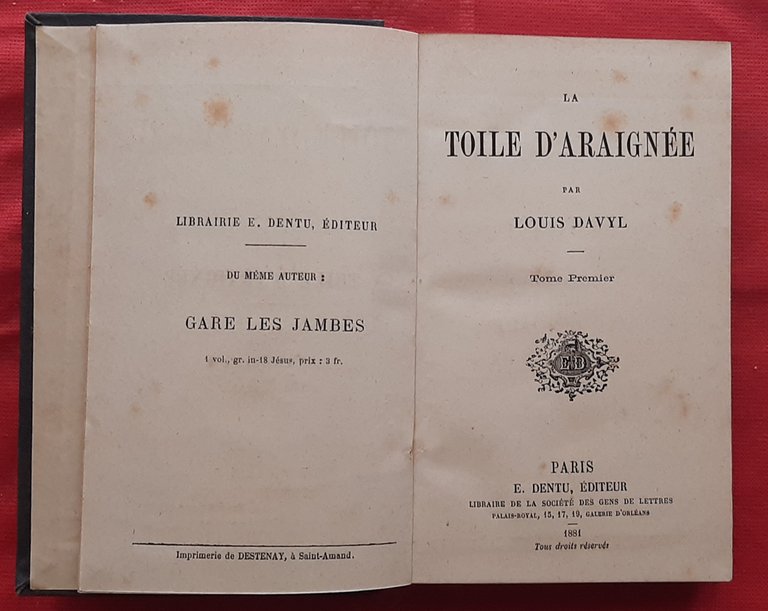 LIBRAIRIE E. DENTU, ÉDITEUR
DU MÊME AUTEUR :
GARE LES JAMBES
1 vol., gr. in-18 Jésus, prix : 3 fr.
Imprimerie de DESTENAY, à Saint-Amand.
LA
TOILE D'ARAIGNÉE
PAR
LOUIS DAVYL
Tome Premier
ED
PARIS
E. DENTU, ÉDITEUR
LIBRAIRE DE LA SOCIÉTÉ DES GENS DE LETTRES
PALAIS-ROYAL, 15, 17, 19, GALERIE D'ORLÉANS
1881
Tous droits réservés